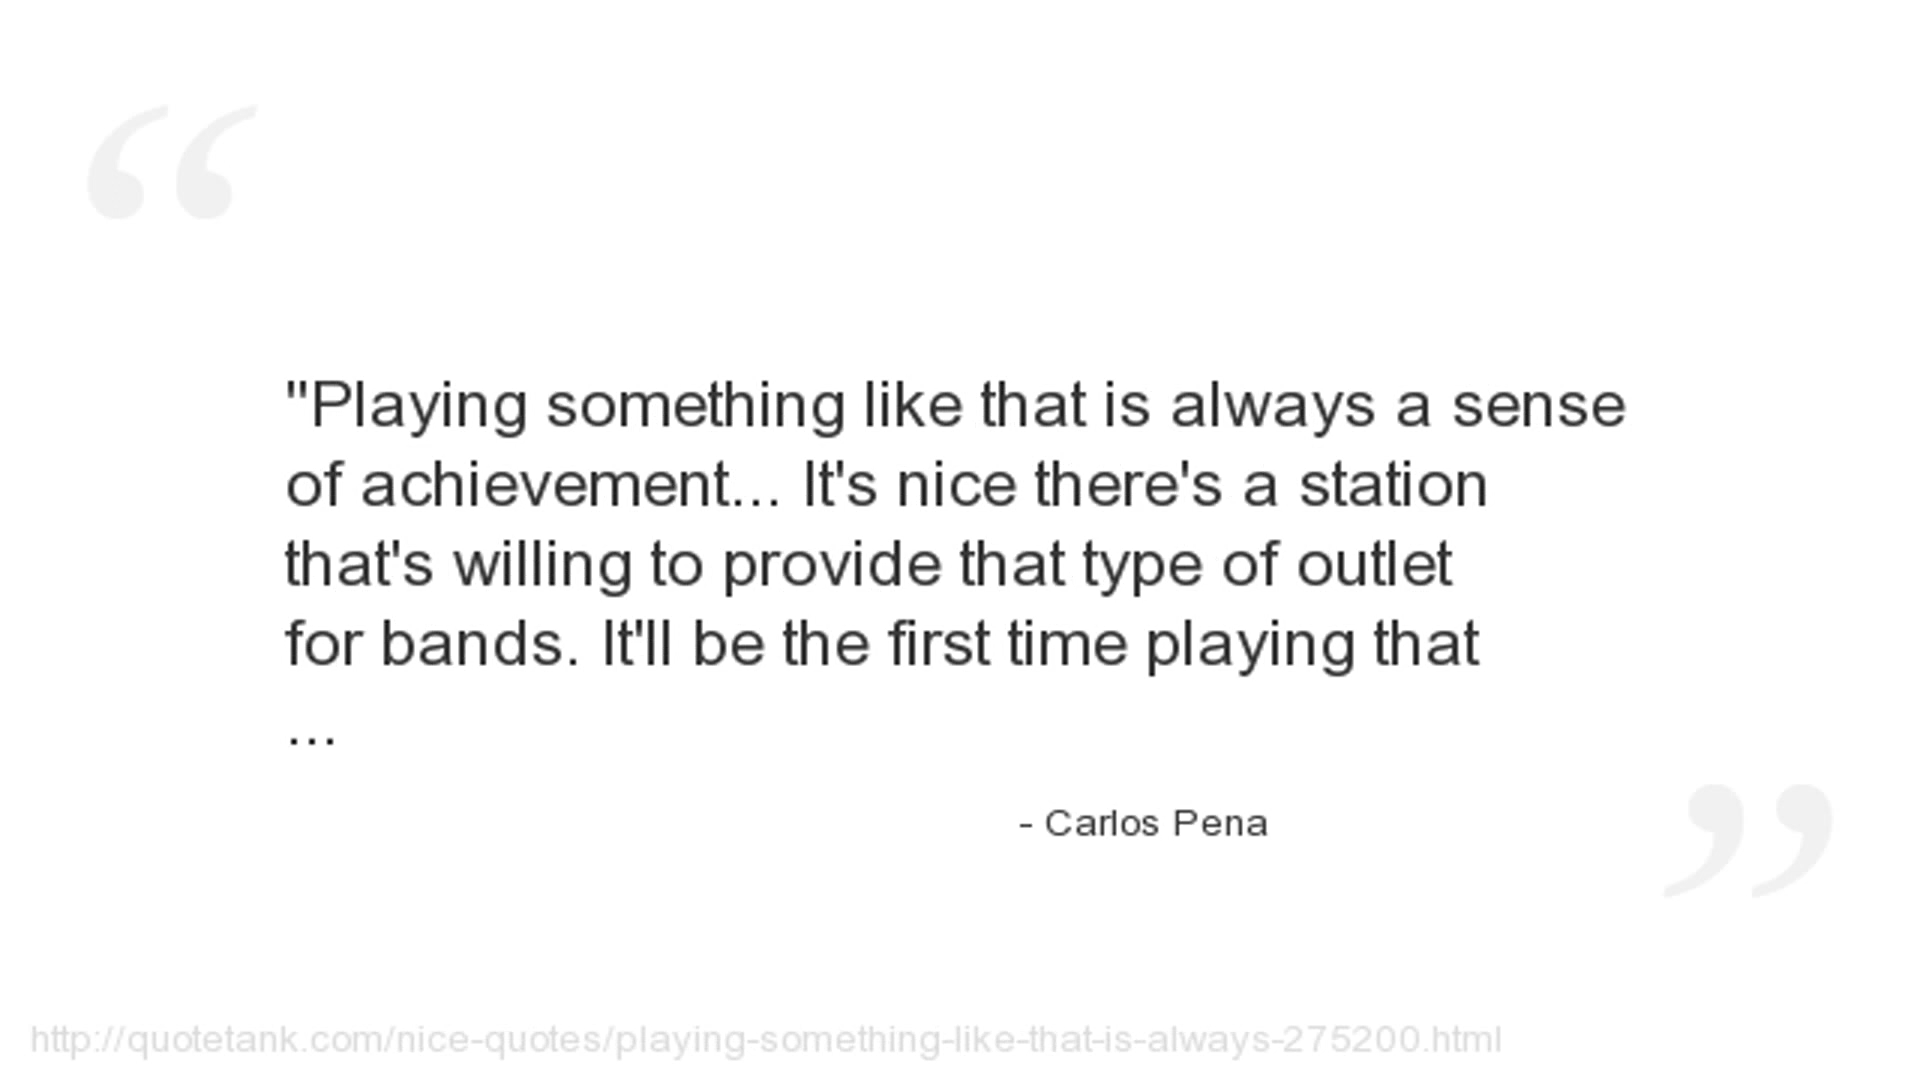 "Playing something like that is always a sense
of achievement... It's nice there's a station
that's willing to provide that type of outlet
for bands. It'll be the first time playing that
...
- Carlos Pena
http://quotetank.com/nice-quotes/playing-something-like-that-is-always-275200.html